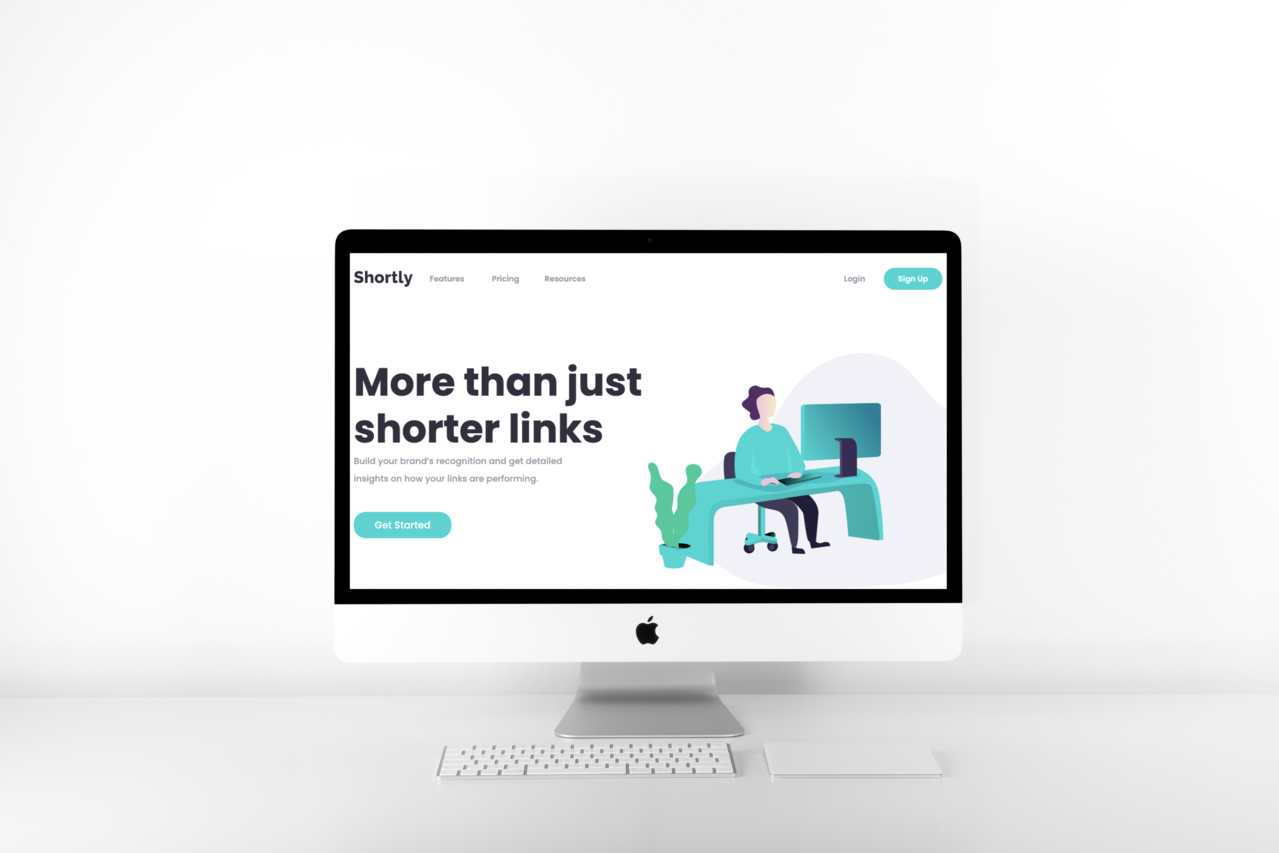 Shortly Features Pricing Resources Login Sign Up
More than just
shorter links
Build your brand's recognition and get detailed
insights on how your links are performing.
Get Started